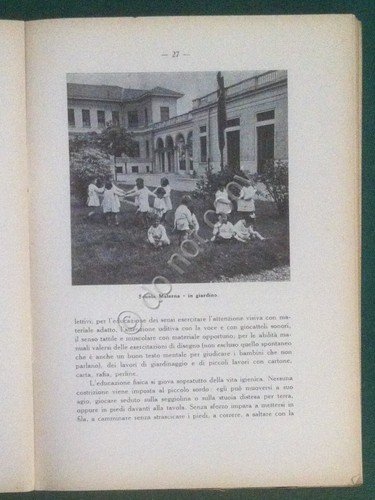 — 27 —
Scuola Malanna - in giardino.
lettivi; per l'educazione dei sensi esercitare l'attenzione visiva con ma-
teriale adatto, l'attenzione uditiva con la voce e con giocattoli sonori,
il senso tattile e muscolare con materiale opportuno, per le abilità ma-
nuali valersi delle esercitazioni di disegno (non escluso quello spontaneo
che è anche un buon testo mentale per giudicare i bambini che non
parlano), dei lavori di giardinaggio e di piccoli lavori con cartone,
carta, rafia, perline.
L'educazione fisica si giova sopratutto della vita igenica. Nessuna
costrizione viene imposta al piccolo sordo: egli può muoversi a suo
agio, giocare seduto sulla seggiolina o sulla stuoia distesa per terra,
oppure in piedi davanti alla tavola. Senza sforzo impara a mettersi in
fila, a camminare senza strascicare i piedi, a correre, a saltare con la